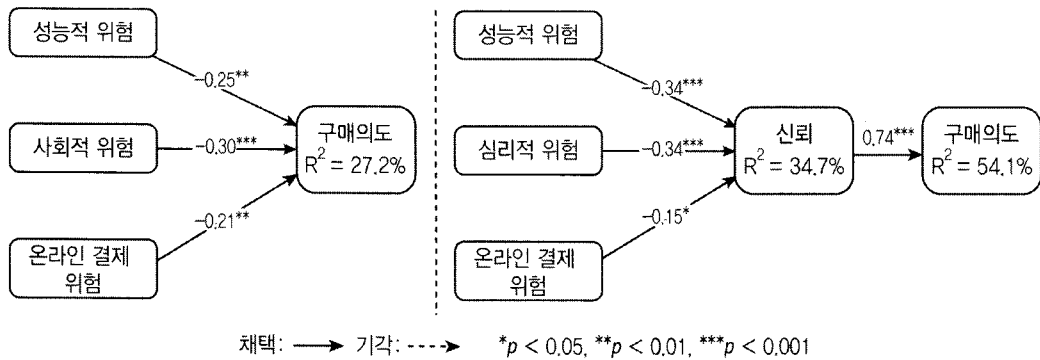 성능적 위험
-0.25**
사회적 위험
-0.30***
구매의도
R² = 27.2%
-0.21**
온라인 결제
위험
성능적 위험
-0.34***
심리적 위험
-0.34***
신뢰
R² = 34.7%
0.74***
구매의도
R² = 54.1%
-0.15*
온라인 결제
위험
채택: 기각: *p < 0.05, **p < 0.01, ***p < 0.001